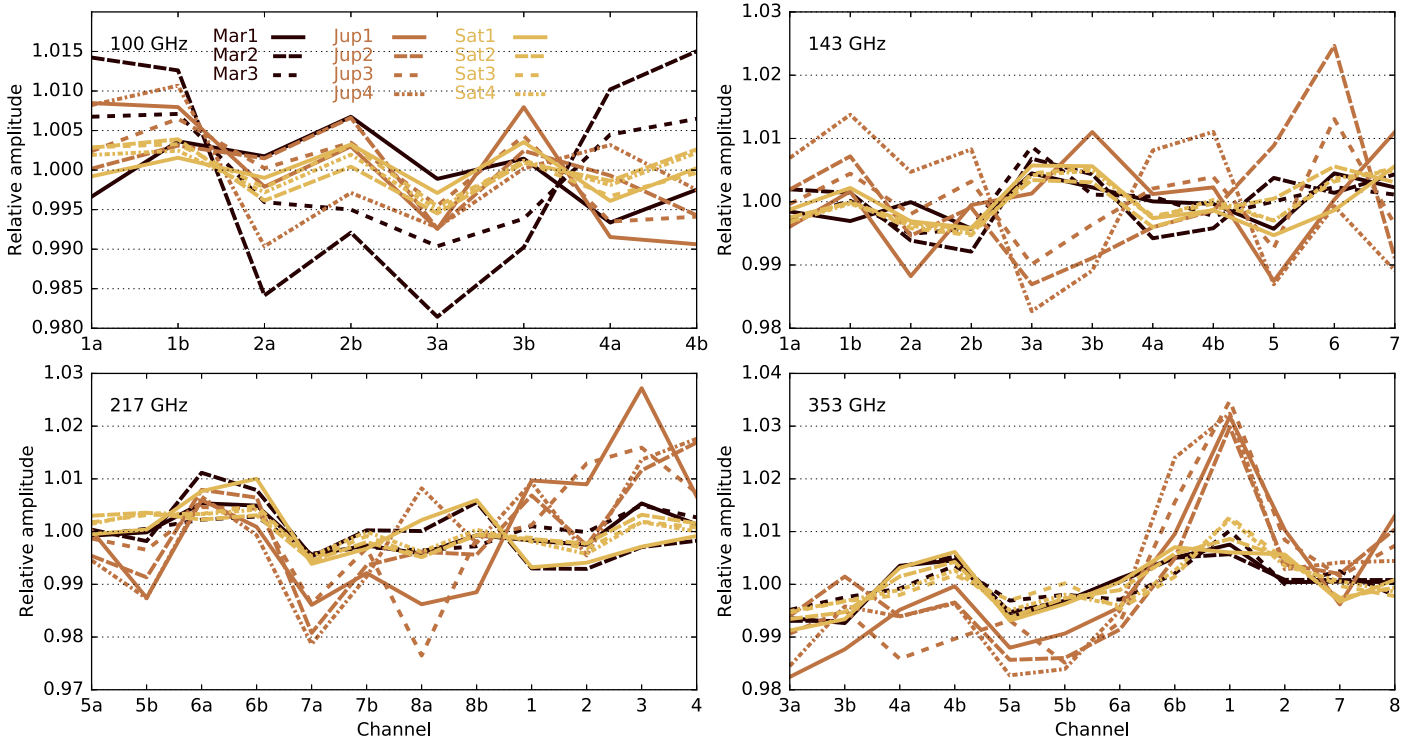 100 GHz
Mar1 Jup1 Sat1
Mar2 Jup2 Sat2
Mar3 Jup3 Sat3
Jup4 Sat4
Relative amplitude
1.015
1.010
1.005
1.000
0.995
0.990
0.985
0.980
1a 1b 2a 2b 3a 3b 4a 4b
143 GHz
Relative amplitude
1.03
1.02
1.01
1.00
0.99
0.98
1a 1b 2a 2b 3a 3b 4a 4b 5 6 7
217 GHz
Relative amplitude
1.03
1.02
1.01
1.00
0.99
0.98
0.97
5a 5b 6a 6b 7a 7b 8a 8b 1 2 3 4
Channel
353 GHz
Relative amplitude
1.04
1.03
1.02
1.01
1.00
0.99
0.98
3a 3b 4a 4b 5a 5b 6a 6b 1 2 7 8
Channel